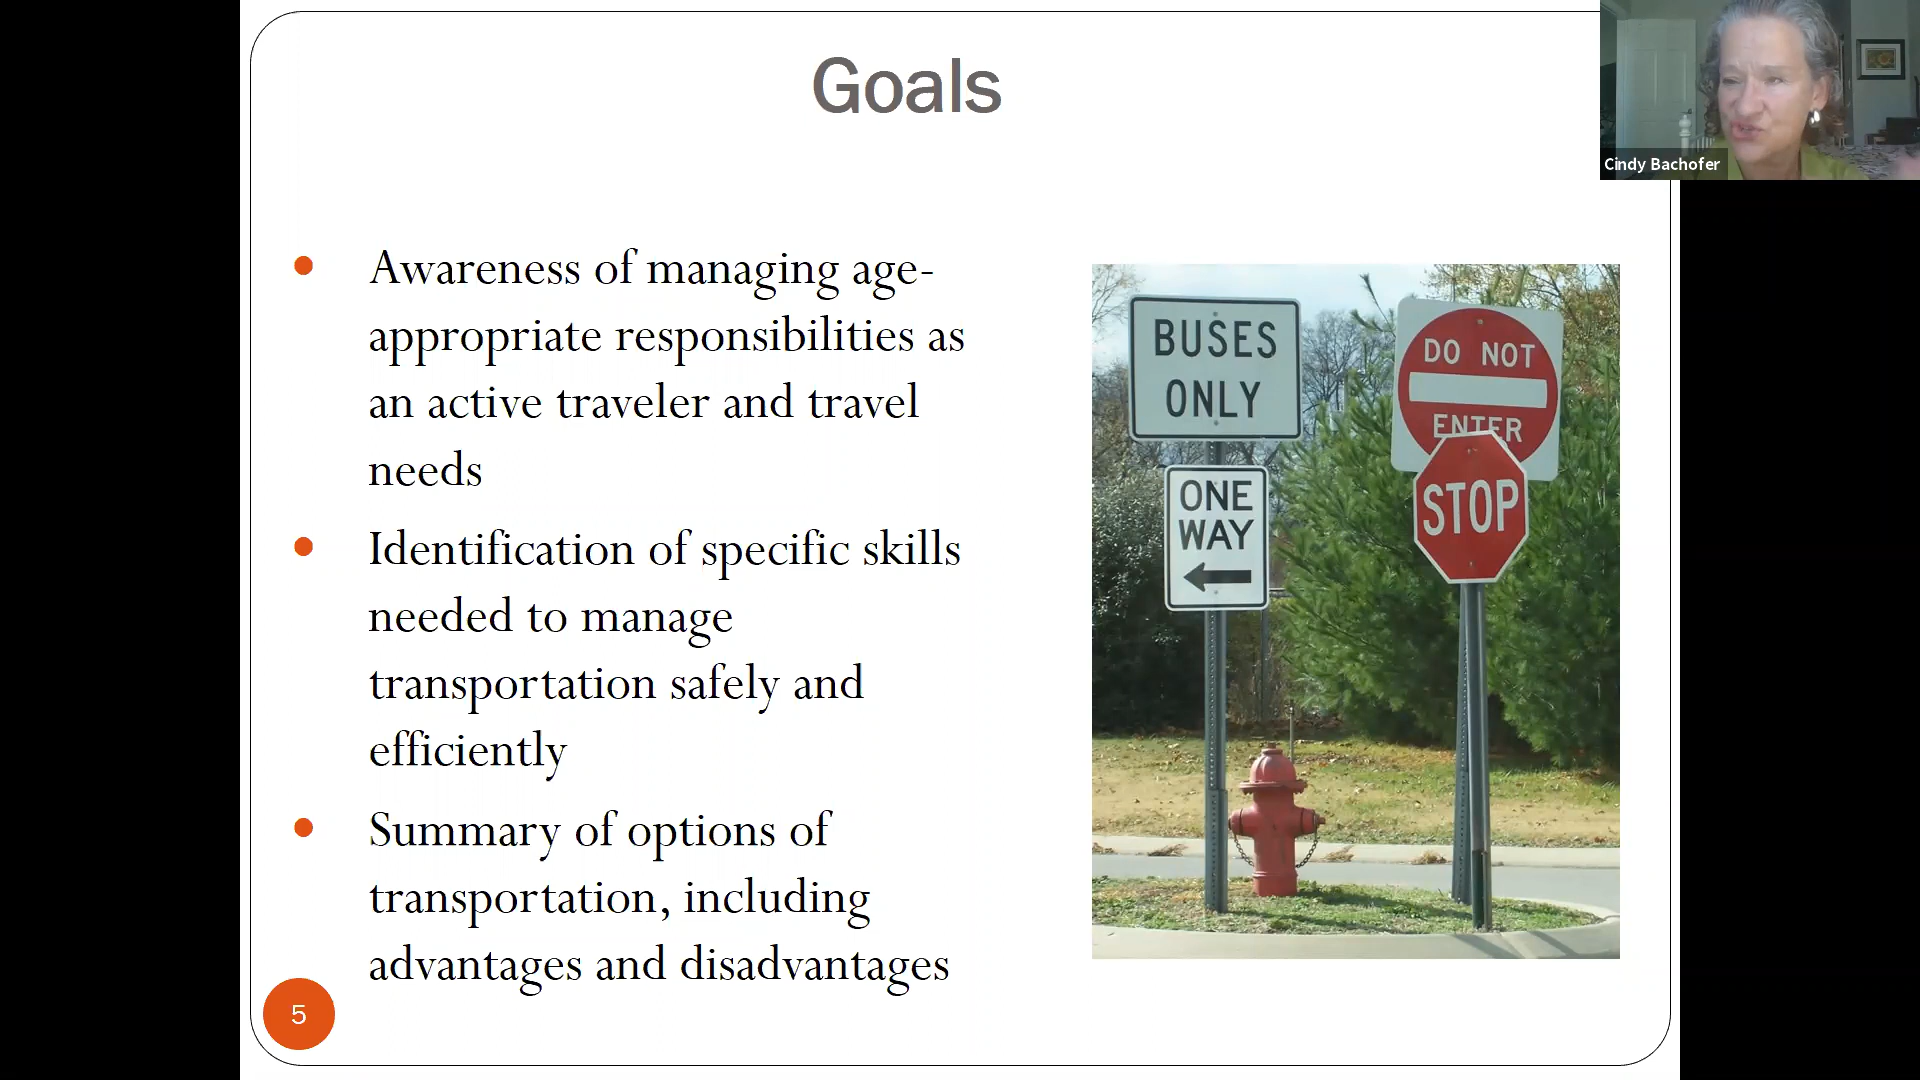 Goals
Cindy Bachofer
Awareness of managing age-
appropriate responsibilities as
an active traveler and travel
needs
Identification of specific skills
needed to manage
transportation safely and
efficiently
Summary of options of
transportation, including
advantages and disadvantages
5
BUSES
ONLY
ONE
WAY
DO NOT
ENTER
STOP